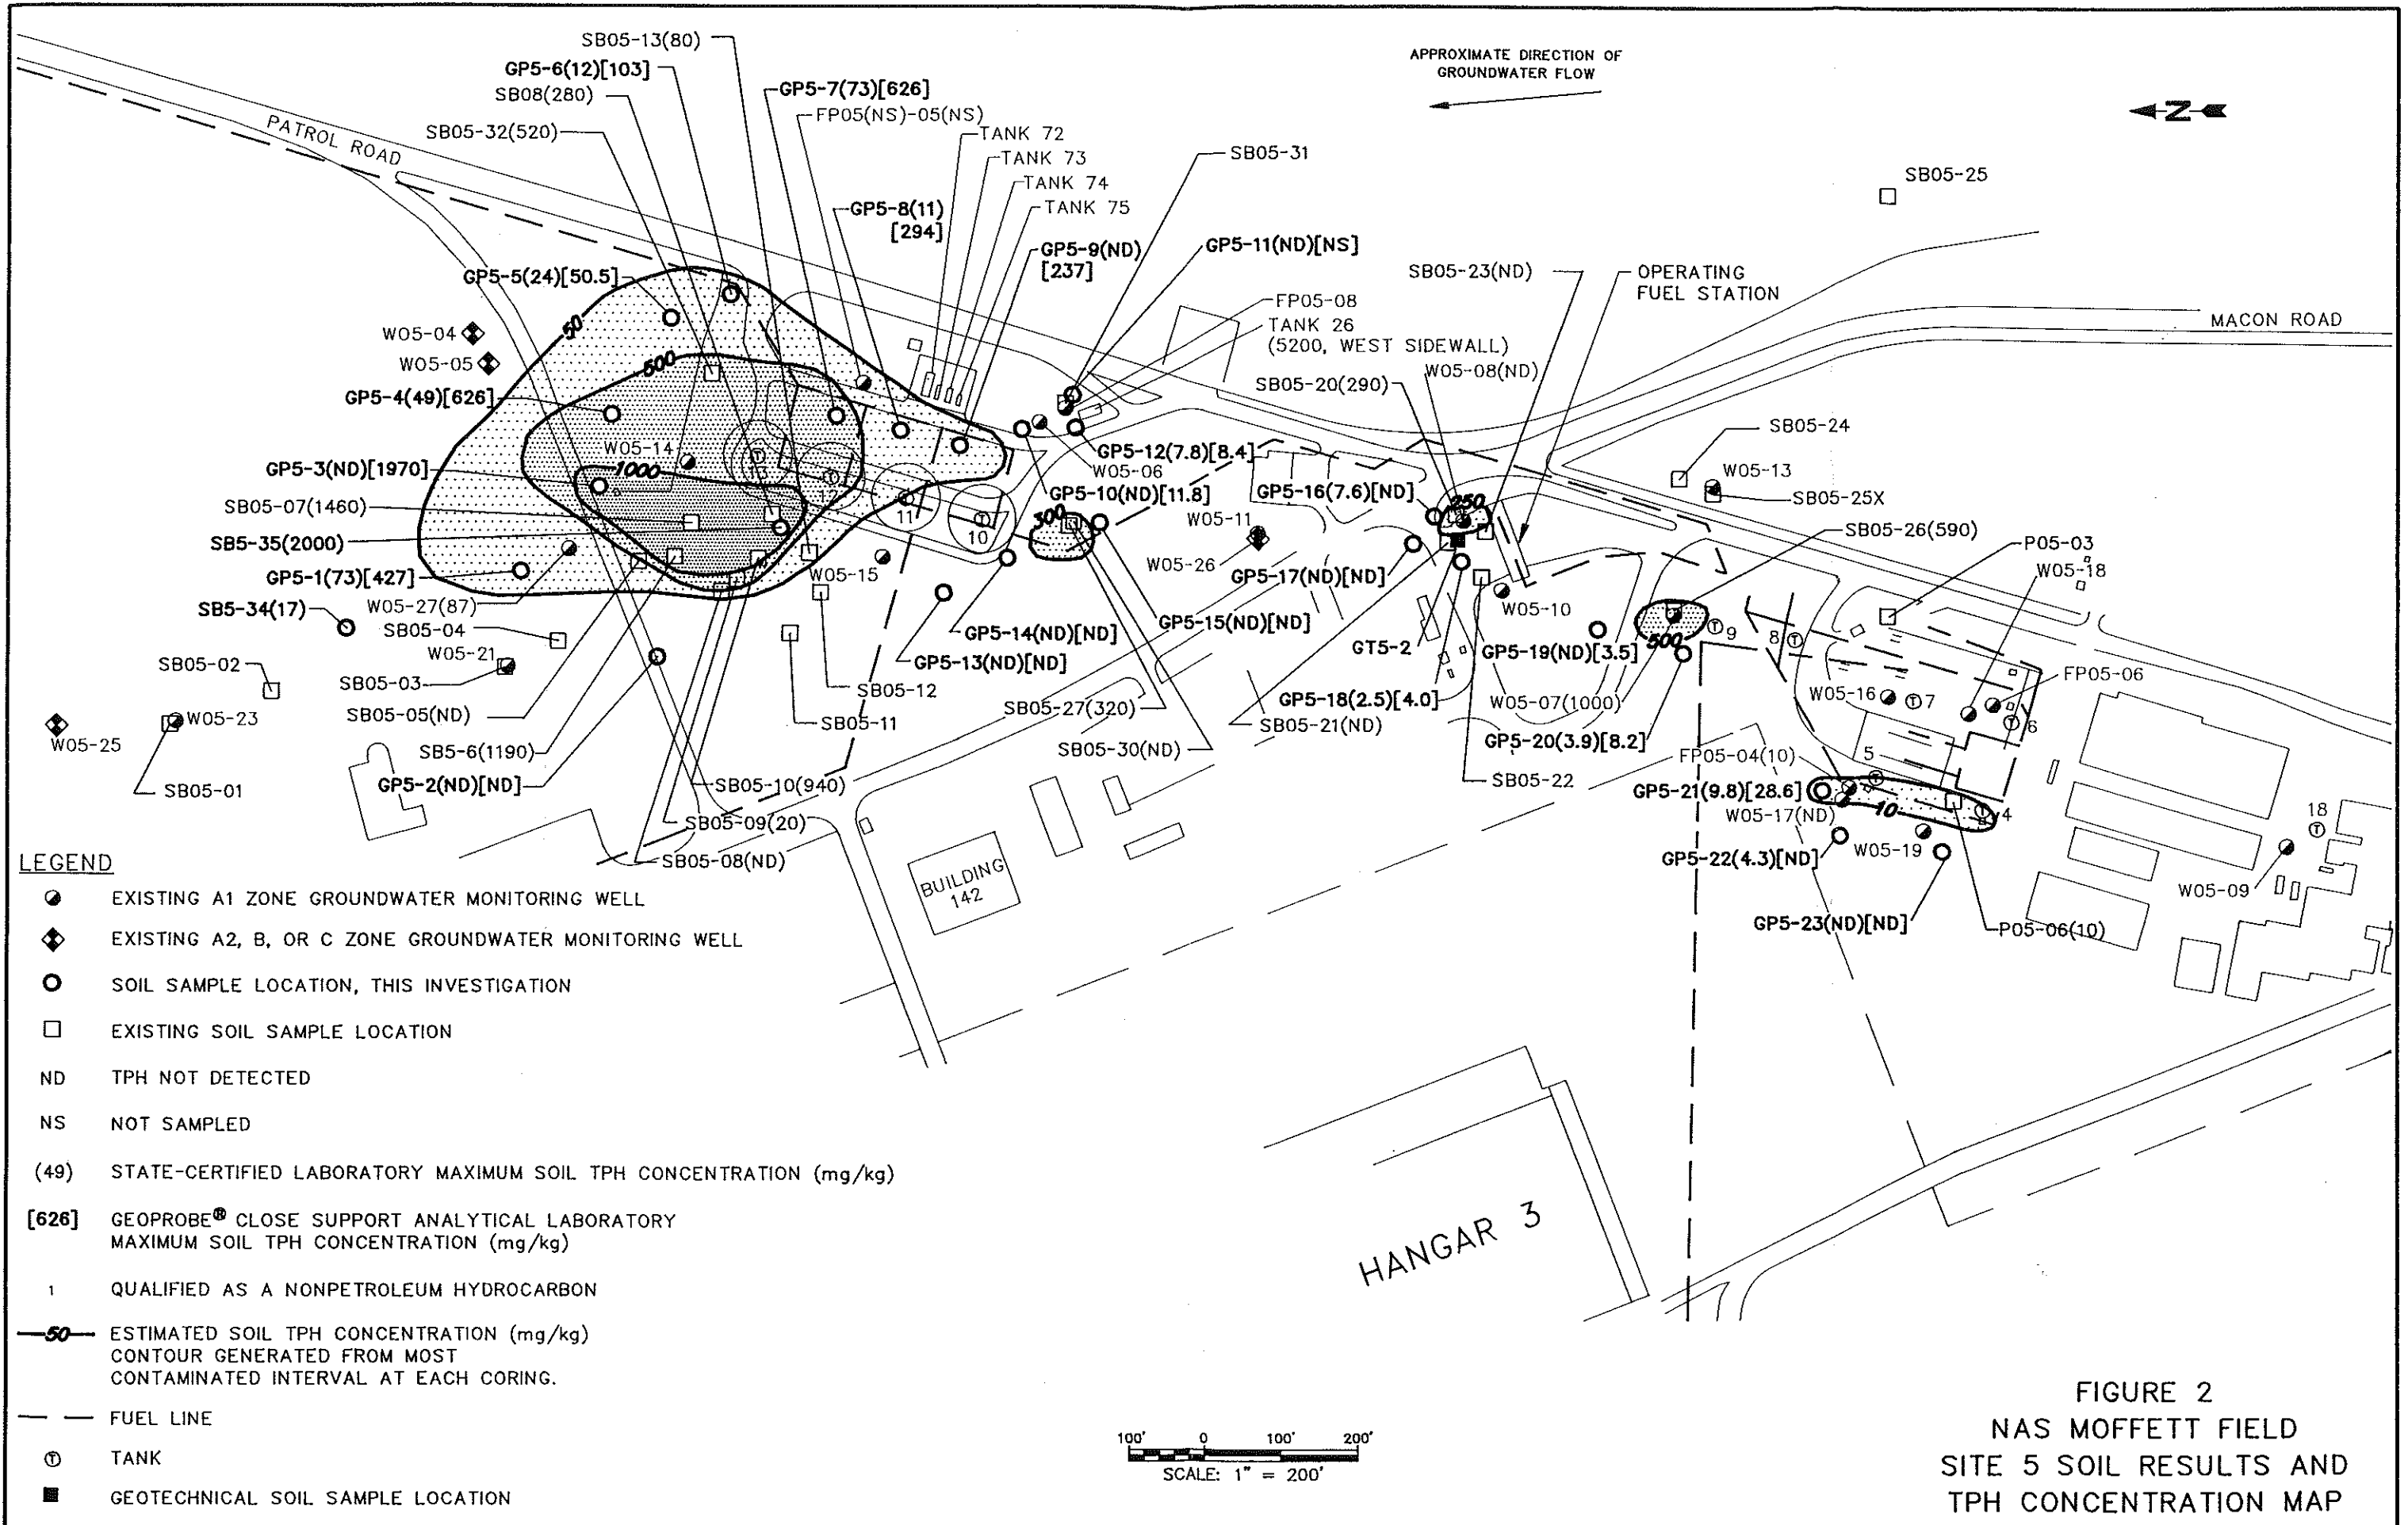 SB05-13(80)
GP5-6(12)[103]
SB08(280)
SB05-32(520)
PATROL ROAD
GP5-7(73)[626]
FP05(NS)-05(NS)
TANK 72
TANK 73
TANK 74
TANK 75
GP5-8(11)
[294]
GP5-9(ND)
[237]
SB05-31
GP5-11(ND)[NS]
APPROXIMATE DIRECTION OF
GROUNDWATER FLOW
N
SB05-25
SB05-23(ND)
OPERATING
FUEL STATION
FP05-08
TANK 26
(5200, WEST SIDEWALL)
W05-08(ND)
SB05-20(290)
MACON ROAD
GP5-5(24)[50.5]
50
W05-04
W05-05
500
GP5-4(49)[626]
W05-14
1000
GP5-3(ND)[1970]
SB05-07(1460)
SB5-35(2000)
GP5-1(73)[427]
W05-27(87)
SB5-34(17)
SB05-04
W05-21
SB05-02
SB05-03
W05-23
SB05-05(ND)
W05-25
SB5-6(1190)
SB05-01
GP5-2(ND)[ND]
T
12
T
11
T
10
300
W05-15
W05-06
GP5-12(7.8)[8.4]
GP5-10(ND)[11.8]
GP5-16(7.6)[ND]
250
W05-11
W05-26
GP5-17(ND)[ND]
GP5-15(ND)[ND]
GP5-14(ND)[ND]
GP5-13(ND)[ND]
SB05-12
SB05-11
SB05-27(320)
SB05-30(ND)
SB05-21(ND)
GT5-2
GP5-18(2.5)[4.0]
W05-10
GP5-19(ND)[3.5]
W05-07(1000)
GP5-20(3.9)[8.2]
SB05-22
SB05-10(940)
SB05-09(20)
SB05-08(ND)
BUILDING
142
SB05-24
W05-13
SB05-25X
SB05-26(590)
P05-03
W05-18
500
T 9
8 T
W05-16
T 7
FP05-06
T 6
FP05-04(10)
5
T
GP5-21(9.8)[28.6]
W05-17(ND)
10
T 4
GP5-22(4.3)[ND]
W05-19
GP5-23(ND)[ND]
P05-06(10)
18
T
W05-09
HANGAR 3
LEGEND
EXISTING A1 ZONE GROUNDWATER MONITORING WELL
EXISTING A2, B, OR C ZONE GROUNDWATER MONITORING WELL
SOIL SAMPLE LOCATION, THIS INVESTIGATION
EXISTING SOIL SAMPLE LOCATION
ND TPH NOT DETECTED
NS NOT SAMPLED
(49) STATE-CERTIFIED LABORATORY MAXIMUM SOIL TPH CONCENTRATION (mg/kg)
[626] GEOPROBE® CLOSE SUPPORT ANALYTICAL LABORATORY
MAXIMUM SOIL TPH CONCENTRATION (mg/kg)
1 QUALIFIED AS A NONPETROLEUM HYDROCARBON
50 ESTIMATED SOIL TPH CONCENTRATION (mg/kg)
CONTOUR GENERATED FROM MOST
CONTAMINATED INTERVAL AT EACH CORING.
FUEL LINE
T TANK
GEOTECHNICAL SOIL SAMPLE LOCATION
100' 0 100' 200'
SCALE: 1" = 200'
FIGURE 2
NAS MOFFETT FIELD
SITE 5 SOIL RESULTS AND
TPH CONCENTRATION MAP